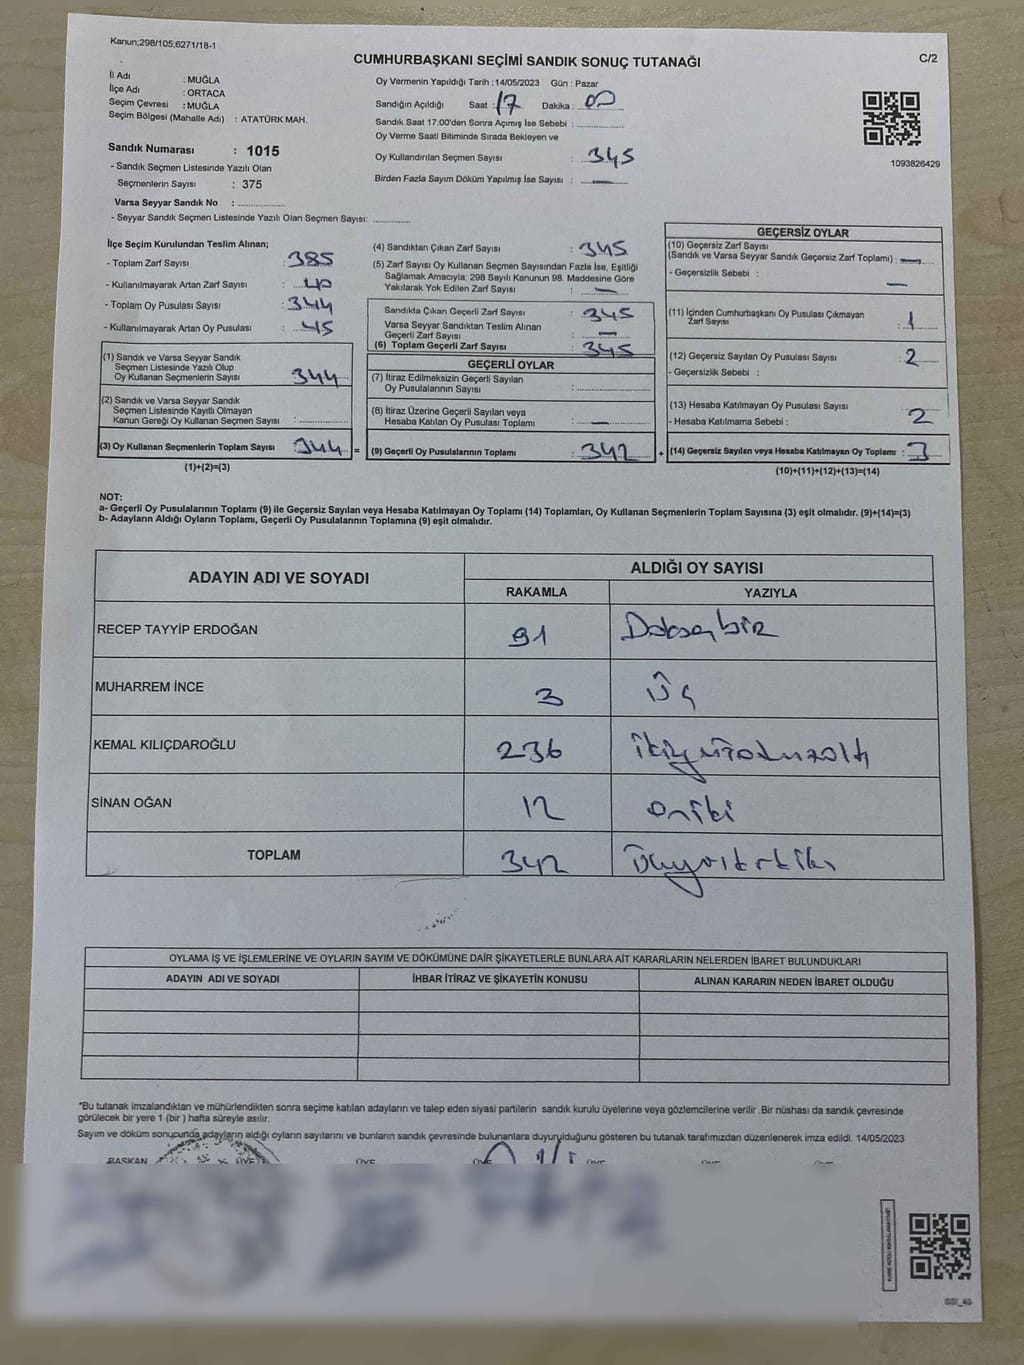 Kanun:298/105,6271/18-1
C/2
CUMHURBAŞKANI SEÇİMİ SANDIK SONUÇ TUTANAĞI
İl Adı : MUĞLA
İlçe Adı : ORTACA
Seçim Çevresi : MUĞLA
Seçim Bölgesi (Mahalle Adı) : ATATÜRK MAH.
Sandık Numarası : 1015
- Sandık Seçmen Listesinde Yazılı Olan
Seçmenlerin Sayısı : 375
Varsa Seyyar Sandık No :
- Seyyar Sandık Seçmen Listesinde Yazılı Olan Seçmen Sayısı:
Oy Vermenin Yapıldığı Tarih :14/05/2023 Gün : Pazar
Sandığın Açıldığı Saat : 17 Dakika : 00
Sandık Saat 17:00'den Sonra Açımış İse Sebebi :
Oy Verme Saati Bitiminde Sırada Bekleyen ve
Oy Kullandırılan Seçmen Sayısı : 345
Birden Fazla Sayım Döküm Yapılmış İse Sayısı : —
1093826429
İlçe Seçim Kurulundan Teslim Alınan;
- Toplam Zarf Sayısı : 385
- Kullanılmayarak Artan Zarf Sayısı : 40
- Toplam Oy Pusulası Sayısı : 344
- Kullanılmayarak Artan Oy Pusulası : 45
(1) Sandık ve Varsa Seyyar Sandık
Seçmen Listesinde Yazılı Olup
Oy Kullanan Seçmenlerin Sayısı 344
(2) Sandık ve Varsa Seyyar Sandık
Seçmen Listesinde Kayıtlı Olmayan
Kanun Gereği Oy Kullanan Seçmen Sayısı :
(3) Oy Kullanan Seçmenlerin Toplam Sayısı 344 =
(1)+(2)=(3)
(4) Sandıktan Çıkan Zarf Sayısı : 345
(5) Zarf Sayısı Oy Kullanan Seçmen Sayısından Fazla İse, Eşitliği
Sağlamak Amacıyla; 298 Sayılı Kanunun 98. Maddesine Göre
Yakılarak Yok Edilen Zarf Sayısı : —
Sandıkta Çıkan Geçerli Zarf Sayısı : 345
Varsa Seyyar Sandıktan Teslim Alınan
Geçerli Zarf Sayısı : —
(6) Toplam Geçerli Zarf Sayısı : 345
GEÇERLİ OYLAR
(7) İtiraz Edilmeksizin Geçerli Sayılan
Oy Pusulalarının Sayısı :
(8) İtiraz Üzerine Geçerli Sayılan veya
Hesaba Katılan Oy Pusulası Toplamı : —
(9) Geçerli Oy Pusulalarının Toplamı : 342 +
GEÇERSİZ OYLAR
(10) Geçersiz Zarf Sayısı
(Sandık ve Varsa Seyyar Sandık Geçersiz Zarf Toplamı) : —
- Geçersizlik Sebebi :
—
(11) İçinden Cumhurbaşkanı Oy Pusulası Çıkmayan
Zarf Sayısı : 1
(12) Geçersiz Sayılan Oy Pusulası Sayısı : 2
- Geçersizlik Sebebi :
(13) Hesaba Katılmayan Oy Pusulası Sayısı
- Hesaba Katılmama Sebebi : 2
(14) Geçersiz Sayılan veya Hesaba Katılmayan Oy Toplamı : 3
(10)+(11)+(12)+(13)=(14)
NOT:
a- Geçerli Oy Pusulalarının Toplamı (9) ile Geçersiz Sayılan veya Hesaba Katılmayan Oy Toplamı (14) Toplamları, Oy Kullanan Seçmenlerin Toplam Sayısına (3) eşit olmalıdır. (9)+(14)=(3)
b- Adayların Aldığı Oyların Toplamı, Geçerli Oy Pusulalarının Toplamına (9) eşit olmalıdır.
ADAYIN ADI VE SOYADI ALDIĞI OY SAYISI
RAKAMLA YAZIYLA
RECEP TAYYİP ERDOĞAN 91 Doksanbir
MUHARREM İNCE 3 Üç
KEMAL KILIÇDAROĞLU 236 ikiyüzotuzaltı
SİNAN OĞAN 12 oniki
TOPLAM 342 Üçyüzkırkiki
OYLAMA İŞ VE İŞLEMLERİNE VE OYLARIN SAYIM VE DÖKÜMÜNE DAİR ŞİKAYETLERLE BUNLARA AİT KARARLARIN NELERDEN İBARET BULUNDUKLARI
ADAYIN ADI VE SOYADI İHBAR İTİRAZ VE ŞİKAYETİN KONUSU ALINAN KARARIN NEDEN İBARET OLDUĞU
*Bu tutanak imzalandıktan ve mühürlendikten sonra seçime katılan adayların ve talep eden siyasi partilerin sandık kurulu üyelerine veya gözlemcilerine verilir .Bir nüshası da sandık çevresinde
görülecek bir yere 1 (bir ) hafta süreyle asılır.
Sayım ve döküm sonucunda adayların aldığı oyların sayılarını ve bunların sandık çevresinde bulunanlara duyurulduğunu gösteren bu tutanak tarafımızdan düzenlenerek imza edildi. 14/05/2023
BAŞKAN ÜYE ÜYE ÜYE ÜYE ÜYE ÜYE